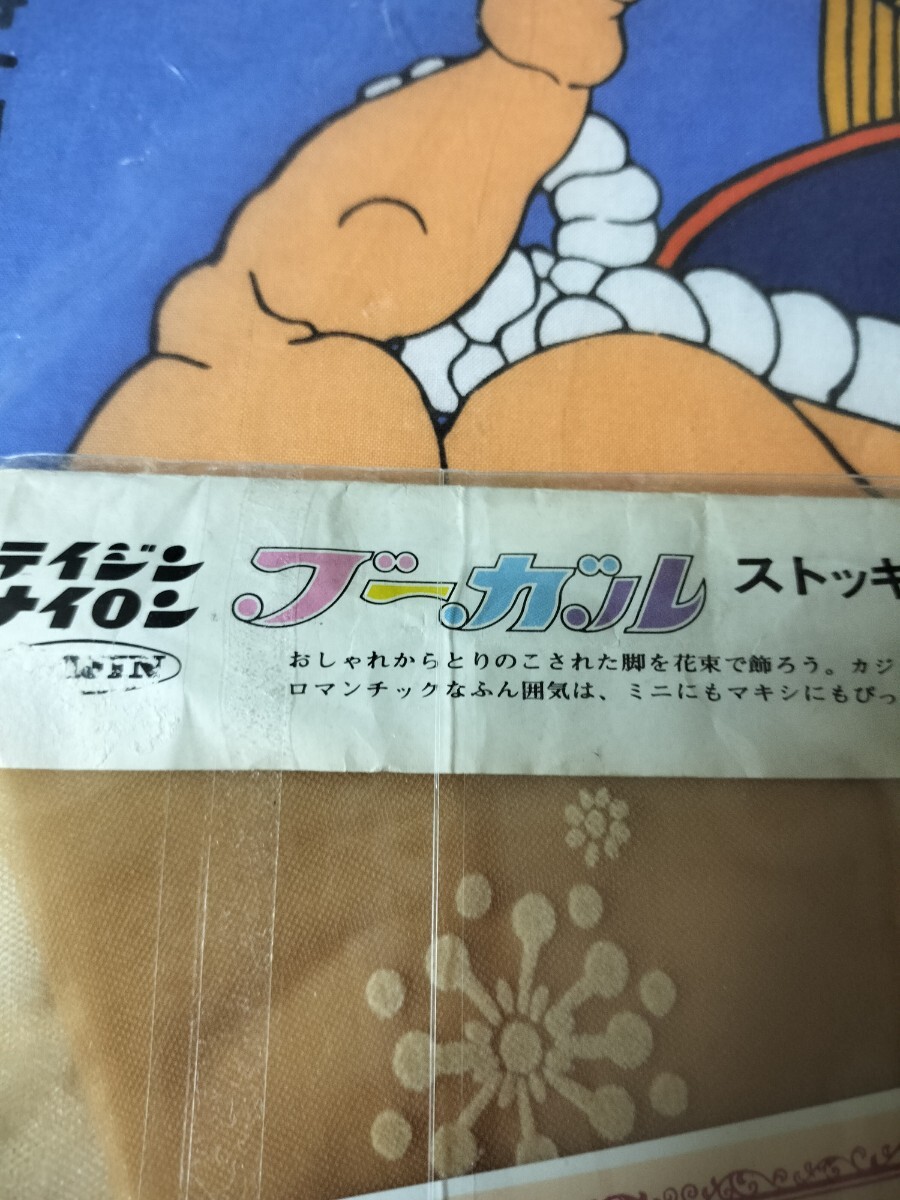 テイジン
ナイロン
ブーガル
ストッキ
おしゃれからとりのこされた脚を花束で飾ろう。カジ
ロマンチックなふん囲気は、ミニにもマキシにもぴっ